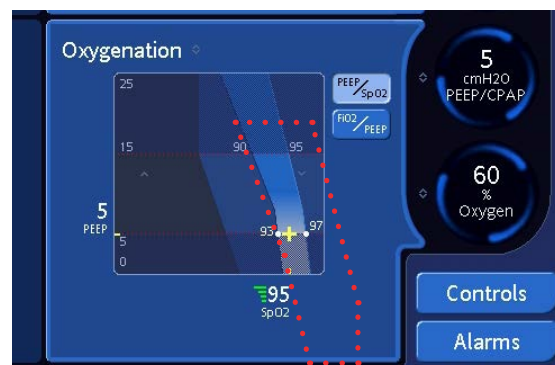 Oxygenation
25
PEEP/SpO2
FiO2/PEEP
15
90
95
5
PEEP
93
97
5
0
95
SpO2
5
cmH2O
PEEP/CPAP
60
%
Oxygen
Controls
Alarms